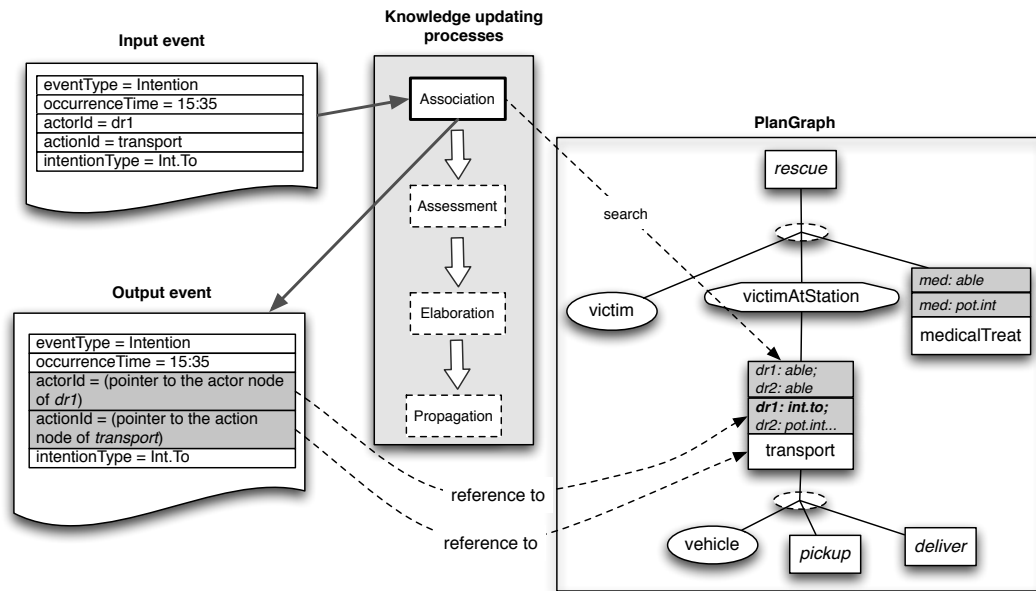 Input event
eventType = Intention
occurrenceTime = 15:35
actorId = dr1
actionId = transport
intentionType = Int.To
Knowledge updating
processes
Association
Assessment
Elaboration
Propagation
Output event
eventType = Intention
occurrenceTime = 15:35
actorId = (pointer to the actor node
of dr1)
actionId = (pointer to the action
node of transport)
intentionType = Int.To
search
reference to
reference to
PlanGraph
rescue
victim
victimAtStation
med: able
med: pot.int
medicalTreat
dr1: able;
dr2: able
dr1: int.to;
dr2: pot.int...
transport
vehicle
pickup
deliver